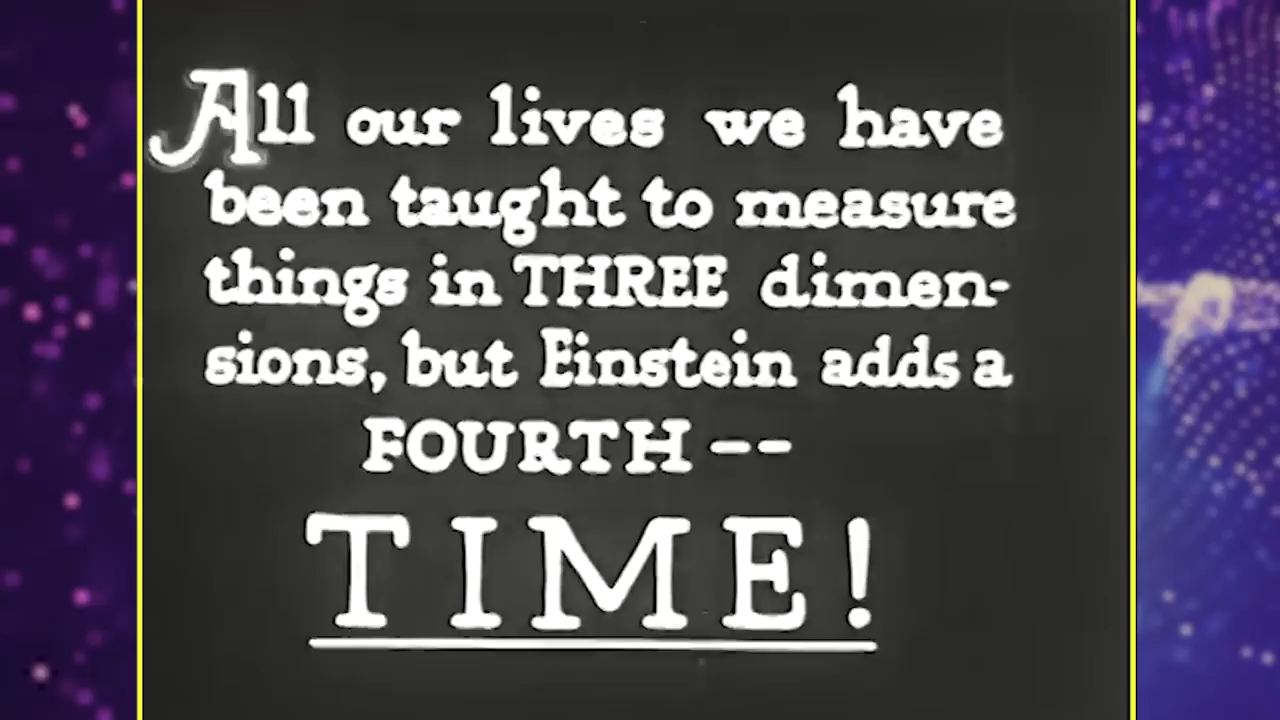 All our lives we have
been taught to measure
things in THREE dimen-
sions, but Einstein adds a
FOURTH --
TIME!